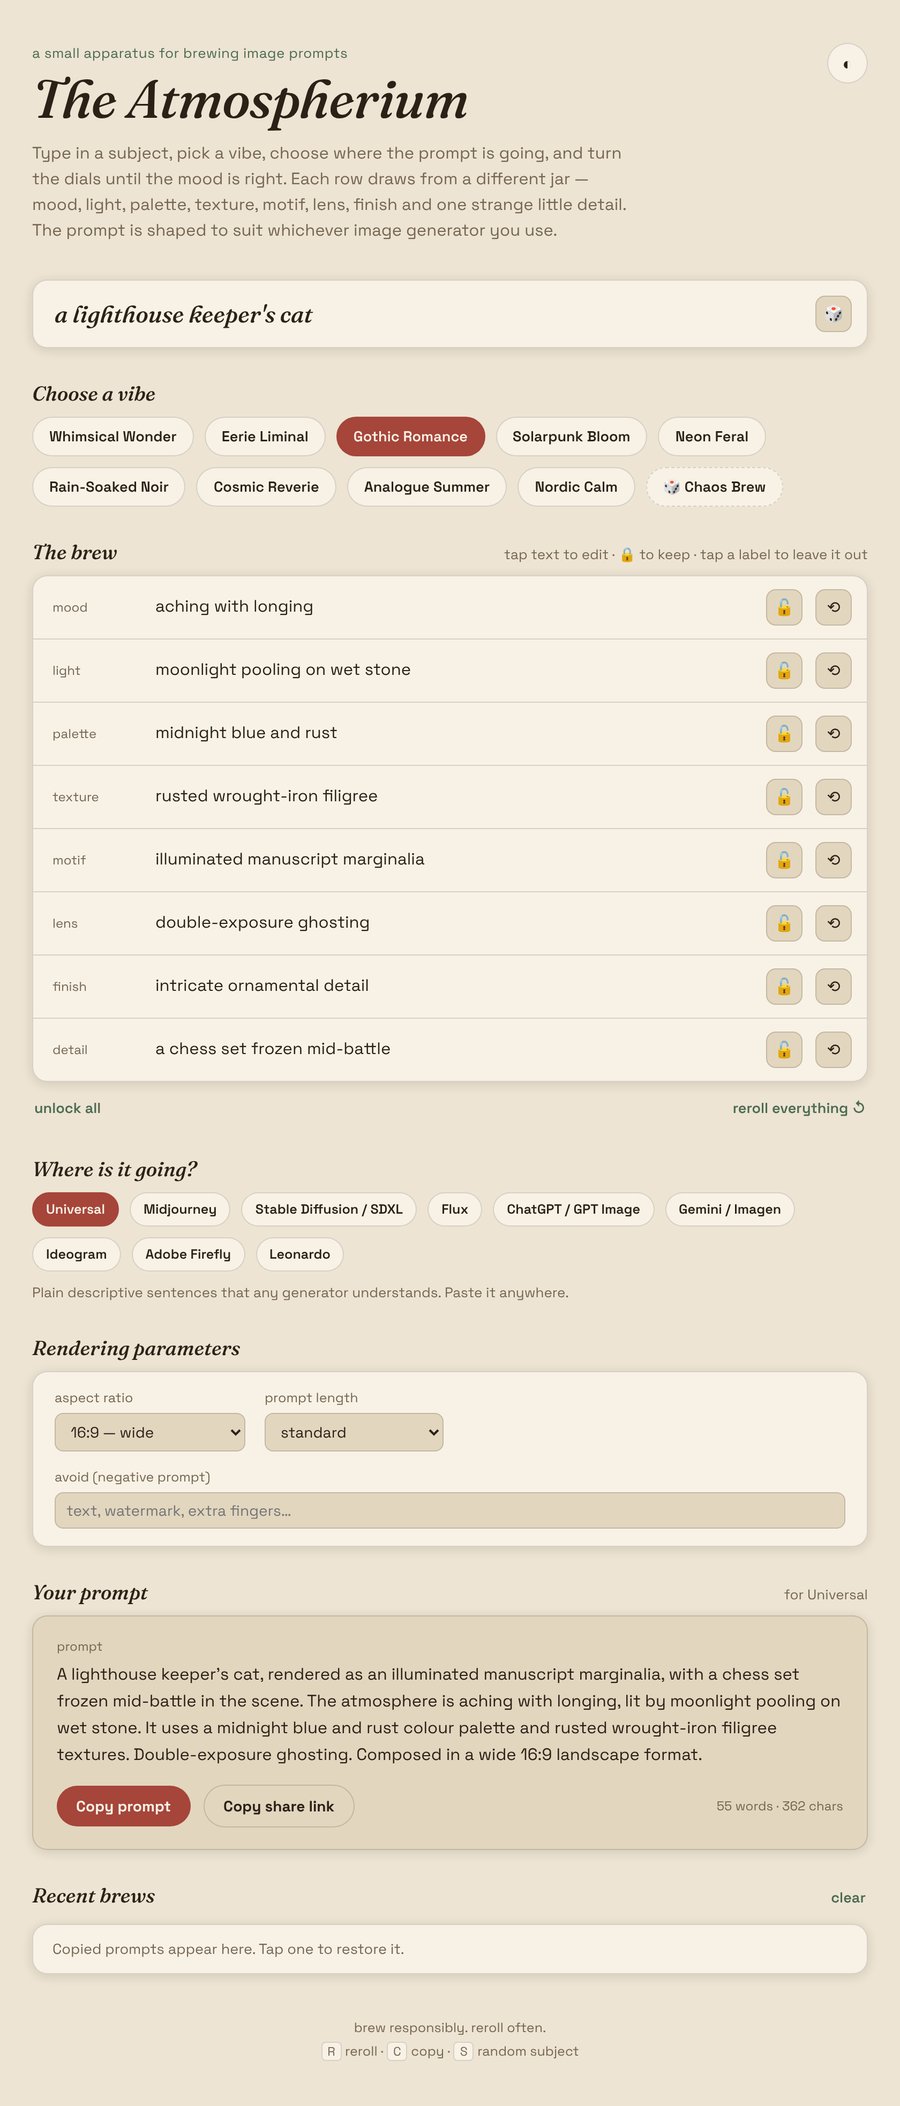 a small apparatus for brewing image prompts
The Atmospherium
Type in a subject, pick a vibe, choose where the prompt is going, and turn
the dials until the mood is right. Each row draws from a different jar —
mood, light, palette, texture, motif, lens, finish and one strange little detail.
The prompt is shaped to suit whichever image generator you use.
a lighthouse keeper's cat
Choose a vibe
Whimsical Wonder Eerie Liminal Gothic Romance Solarpunk Bloom Neon Feral
Rain-Soaked Noir Cosmic Reverie Analogue Summer Nordic Calm 🎲 Chaos Brew
The brew tap text to edit · 🔒 to keep · tap a label to leave it out
mood aching with longing
light moonlight pooling on wet stone
palette midnight blue and rust
texture rusted wrought-iron filigree
motif illuminated manuscript marginalia
lens double-exposure ghosting
finish intricate ornamental detail
detail a chess set frozen mid-battle
unlock all reroll everything ↺
Where is it going?
Universal Midjourney Stable Diffusion / SDXL Flux ChatGPT / GPT Image Gemini / Imagen
Ideogram Adobe Firefly Leonardo
Plain descriptive sentences that any generator understands. Paste it anywhere.
Rendering parameters
aspect ratio prompt length
16:9 — wide standard
avoid (negative prompt)
text, watermark, extra fingers…
Your prompt for Universal
prompt
A lighthouse keeper’s cat, rendered as an illuminated manuscript marginalia, with a chess set
frozen mid-battle in the scene. The atmosphere is aching with longing, lit by moonlight pooling on
wet stone. It uses a midnight blue and rust colour palette and rusted wrought-iron filigree
textures. Double-exposure ghosting. Composed in a wide 16:9 landscape format.
Copy prompt Copy share link 55 words · 362 chars
Recent brews clear
Copied prompts appear here. Tap one to restore it.
brew responsibly. reroll often.
R reroll · C copy · S random subject